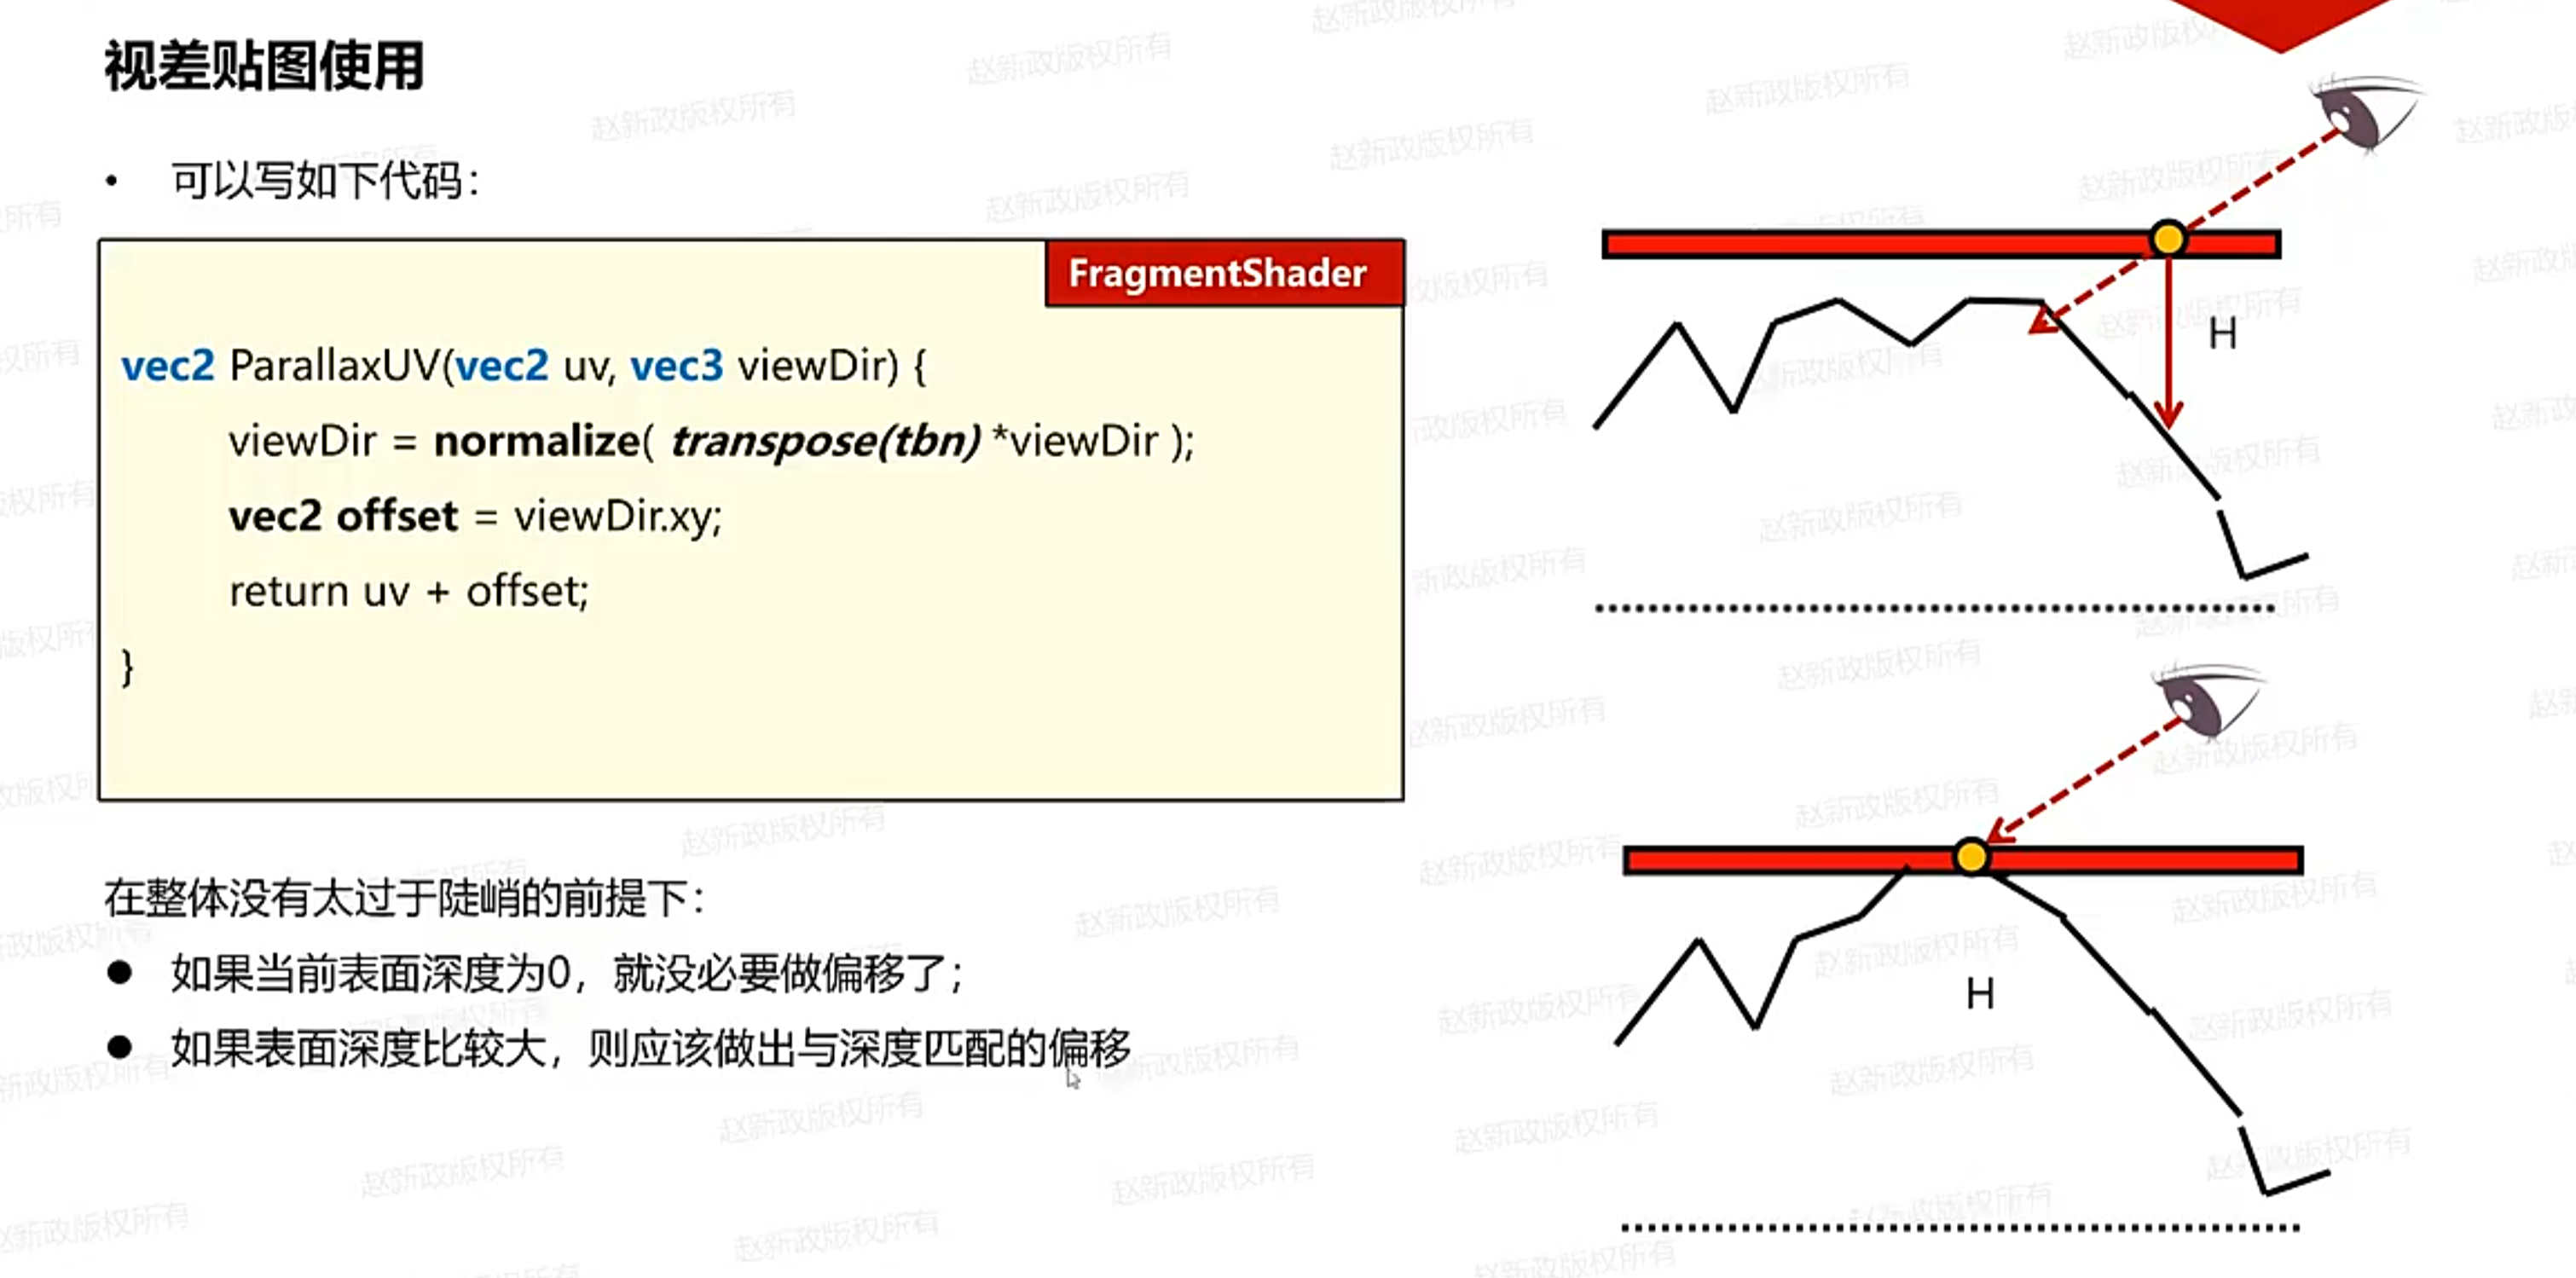 视差贴图使用
• 可以写如下代码：
FragmentShader
vec2 ParallaxUV(vec2 uv, vec3 viewDir) {
viewDir = normalize( transpose(tbn) *viewDir );
vec2 offset = viewDir.xy;
return uv + offset;
}
在整体没有太过于陡峭的前提下：
● 如果当前表面深度为0，就没必要做偏移了；
● 如果表面深度比较大，则应该做出与深度匹配的偏移
H
H
赵新政版权所有